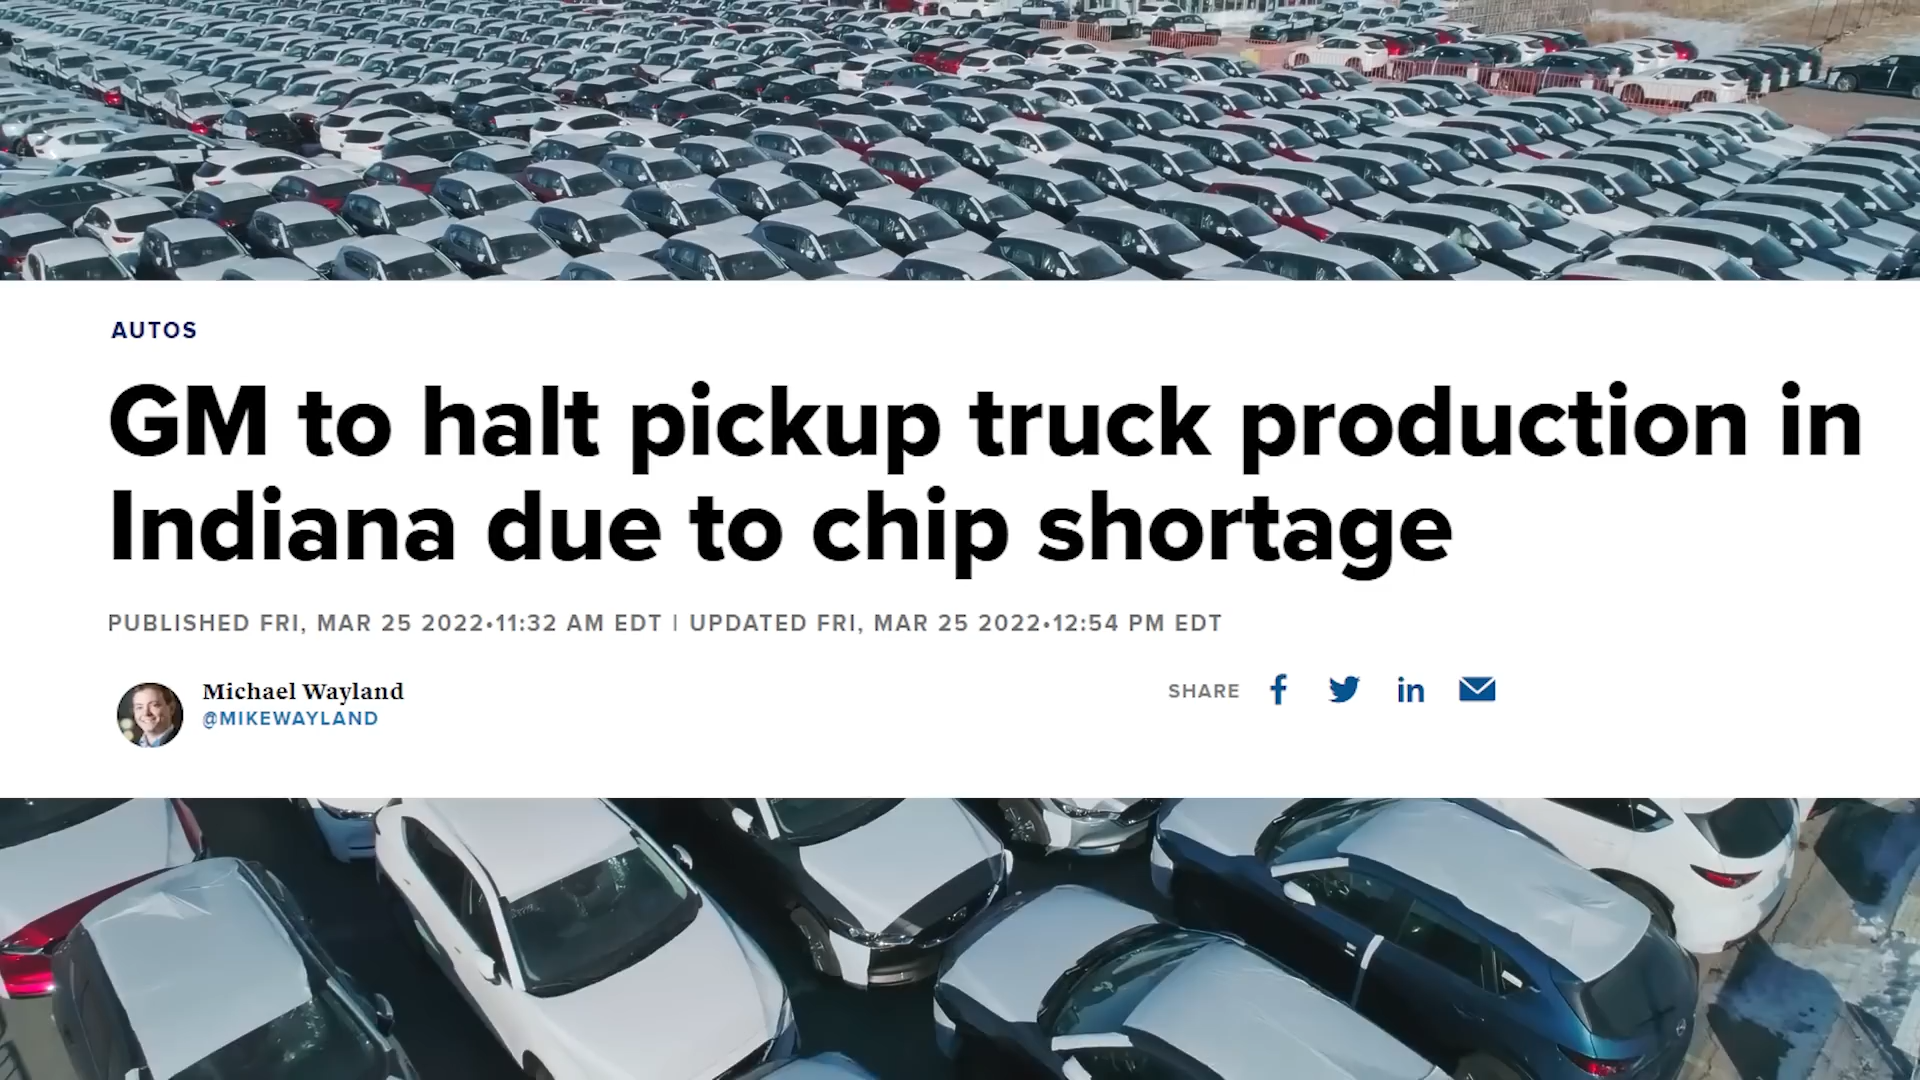 AUTOS
GM to halt pickup truck production in
Indiana due to chip shortage
PUBLISHED FRI, MAR 25 2022•11:32 AM EDT | UPDATED FRI, MAR 25 2022•12:54 PM EDT
Michael Wayland
@MIKEWAYLAND
SHARE